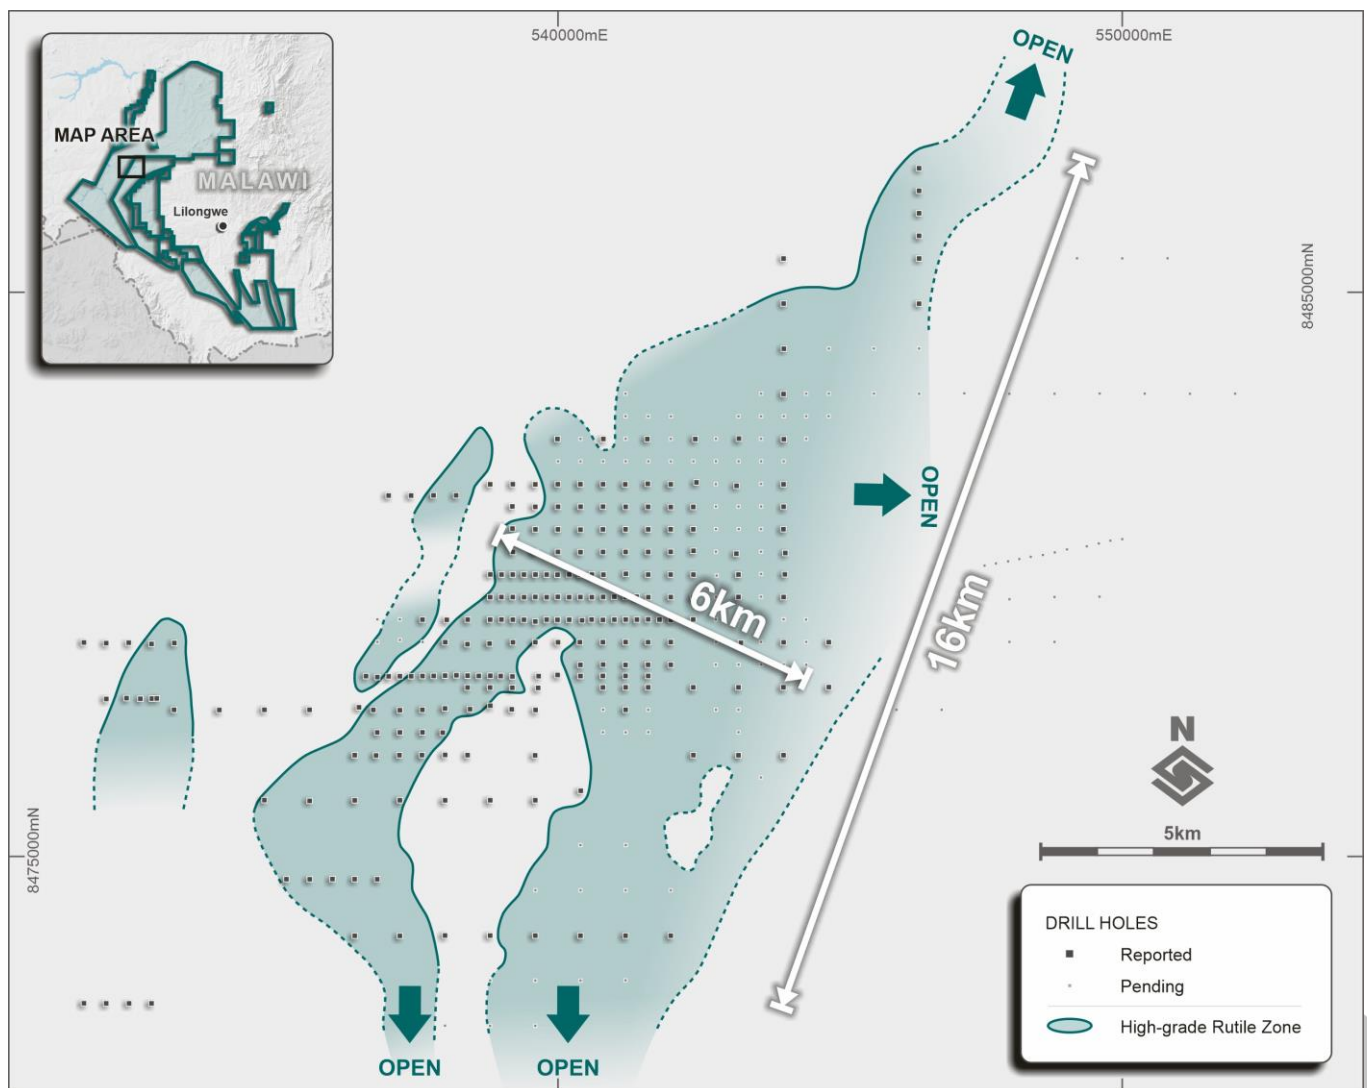 540000mE
550000mE
OPEN
MAP AREA
MALAWI
Lilongwe
8485000mN
OPEN
6km
16km
N
5km
8475000mN
DRILL HOLES
Reported
Pending
High-grade Rutile Zone
OPEN
OPEN